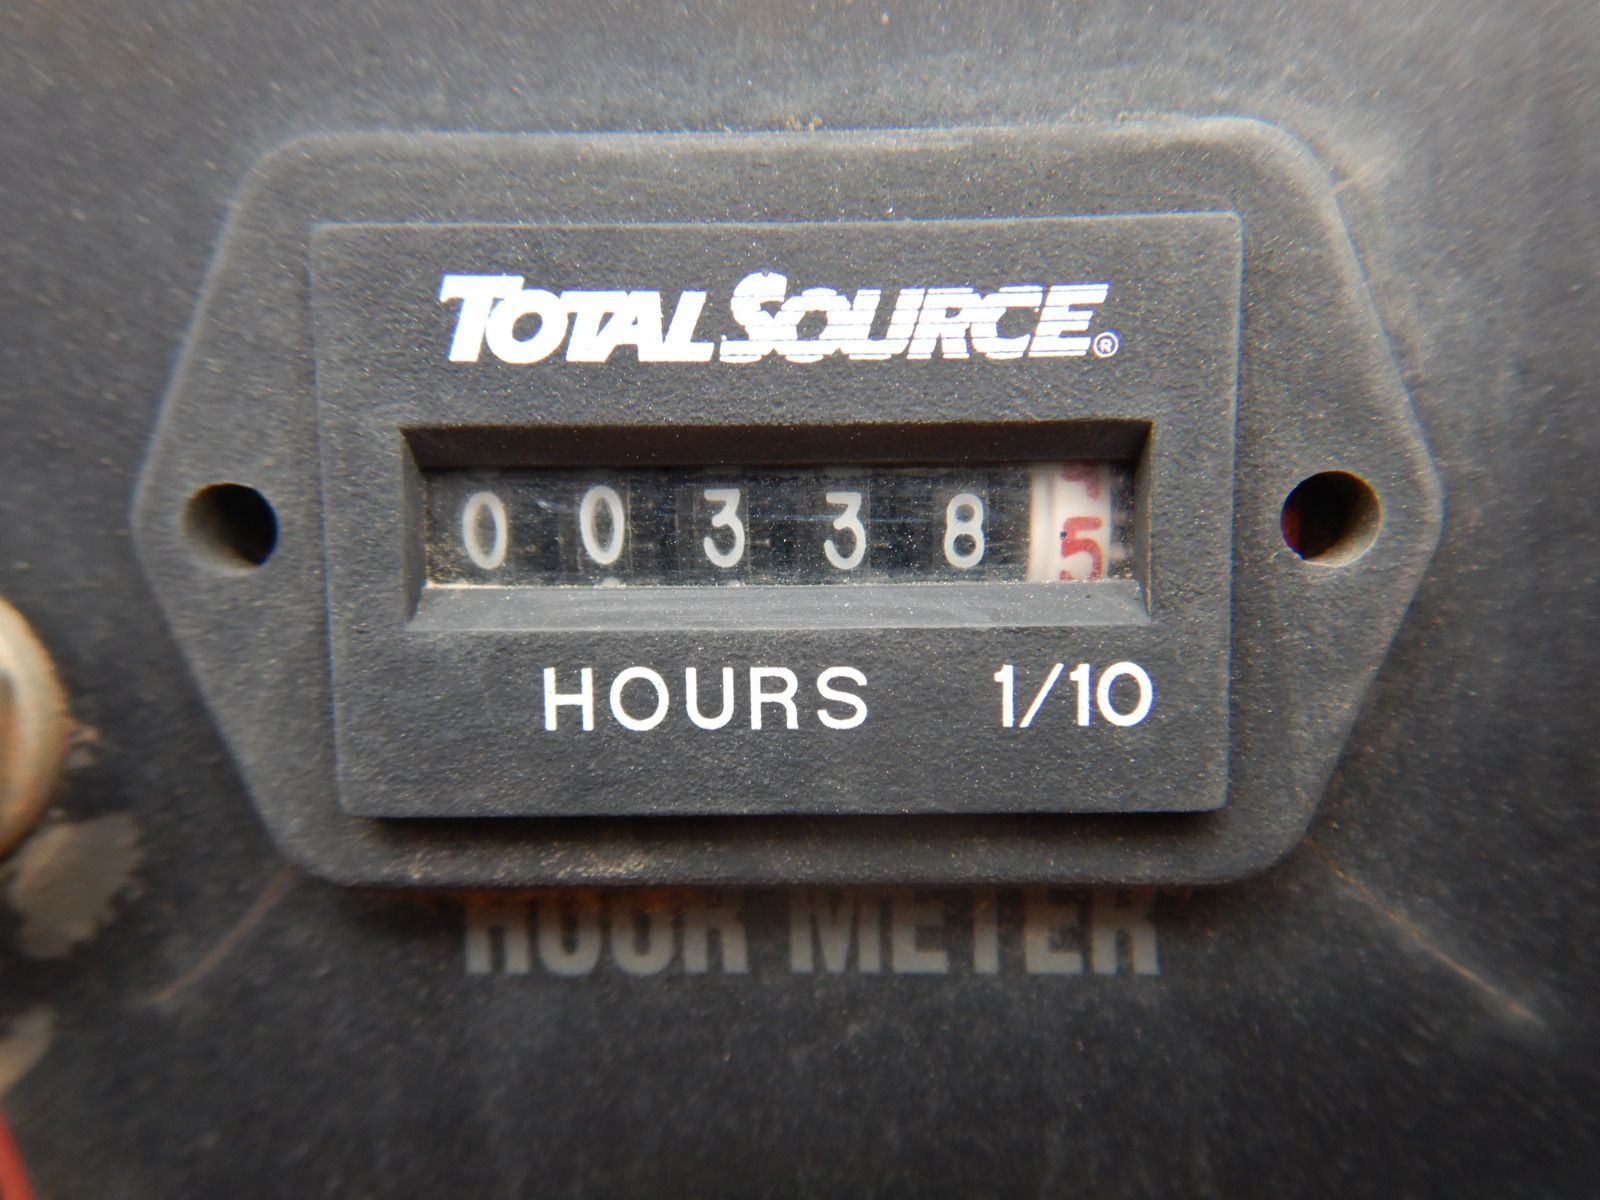 TOTAL SOURCE®
003385
HOURS 1/10
HOUR METER